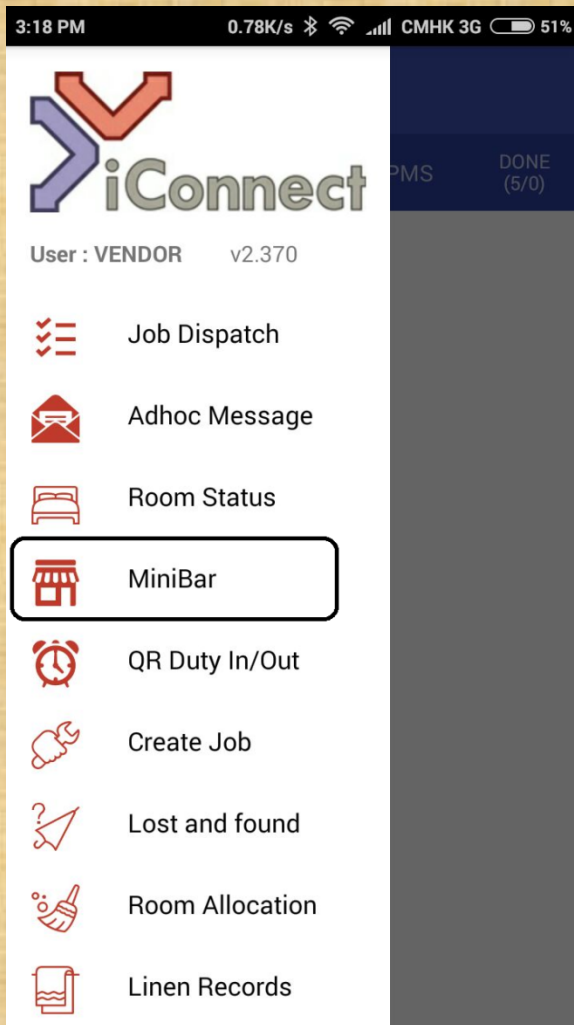 3:18 PM 0.78K/s CMHK 3G 51%
iConnect
PMS DONE
(5/0)
User : VENDOR v2.370
Job Dispatch
Adhoc Message
Room Status
MiniBar
QR Duty In/Out
Create Job
Lost and found
Room Allocation
Linen Records